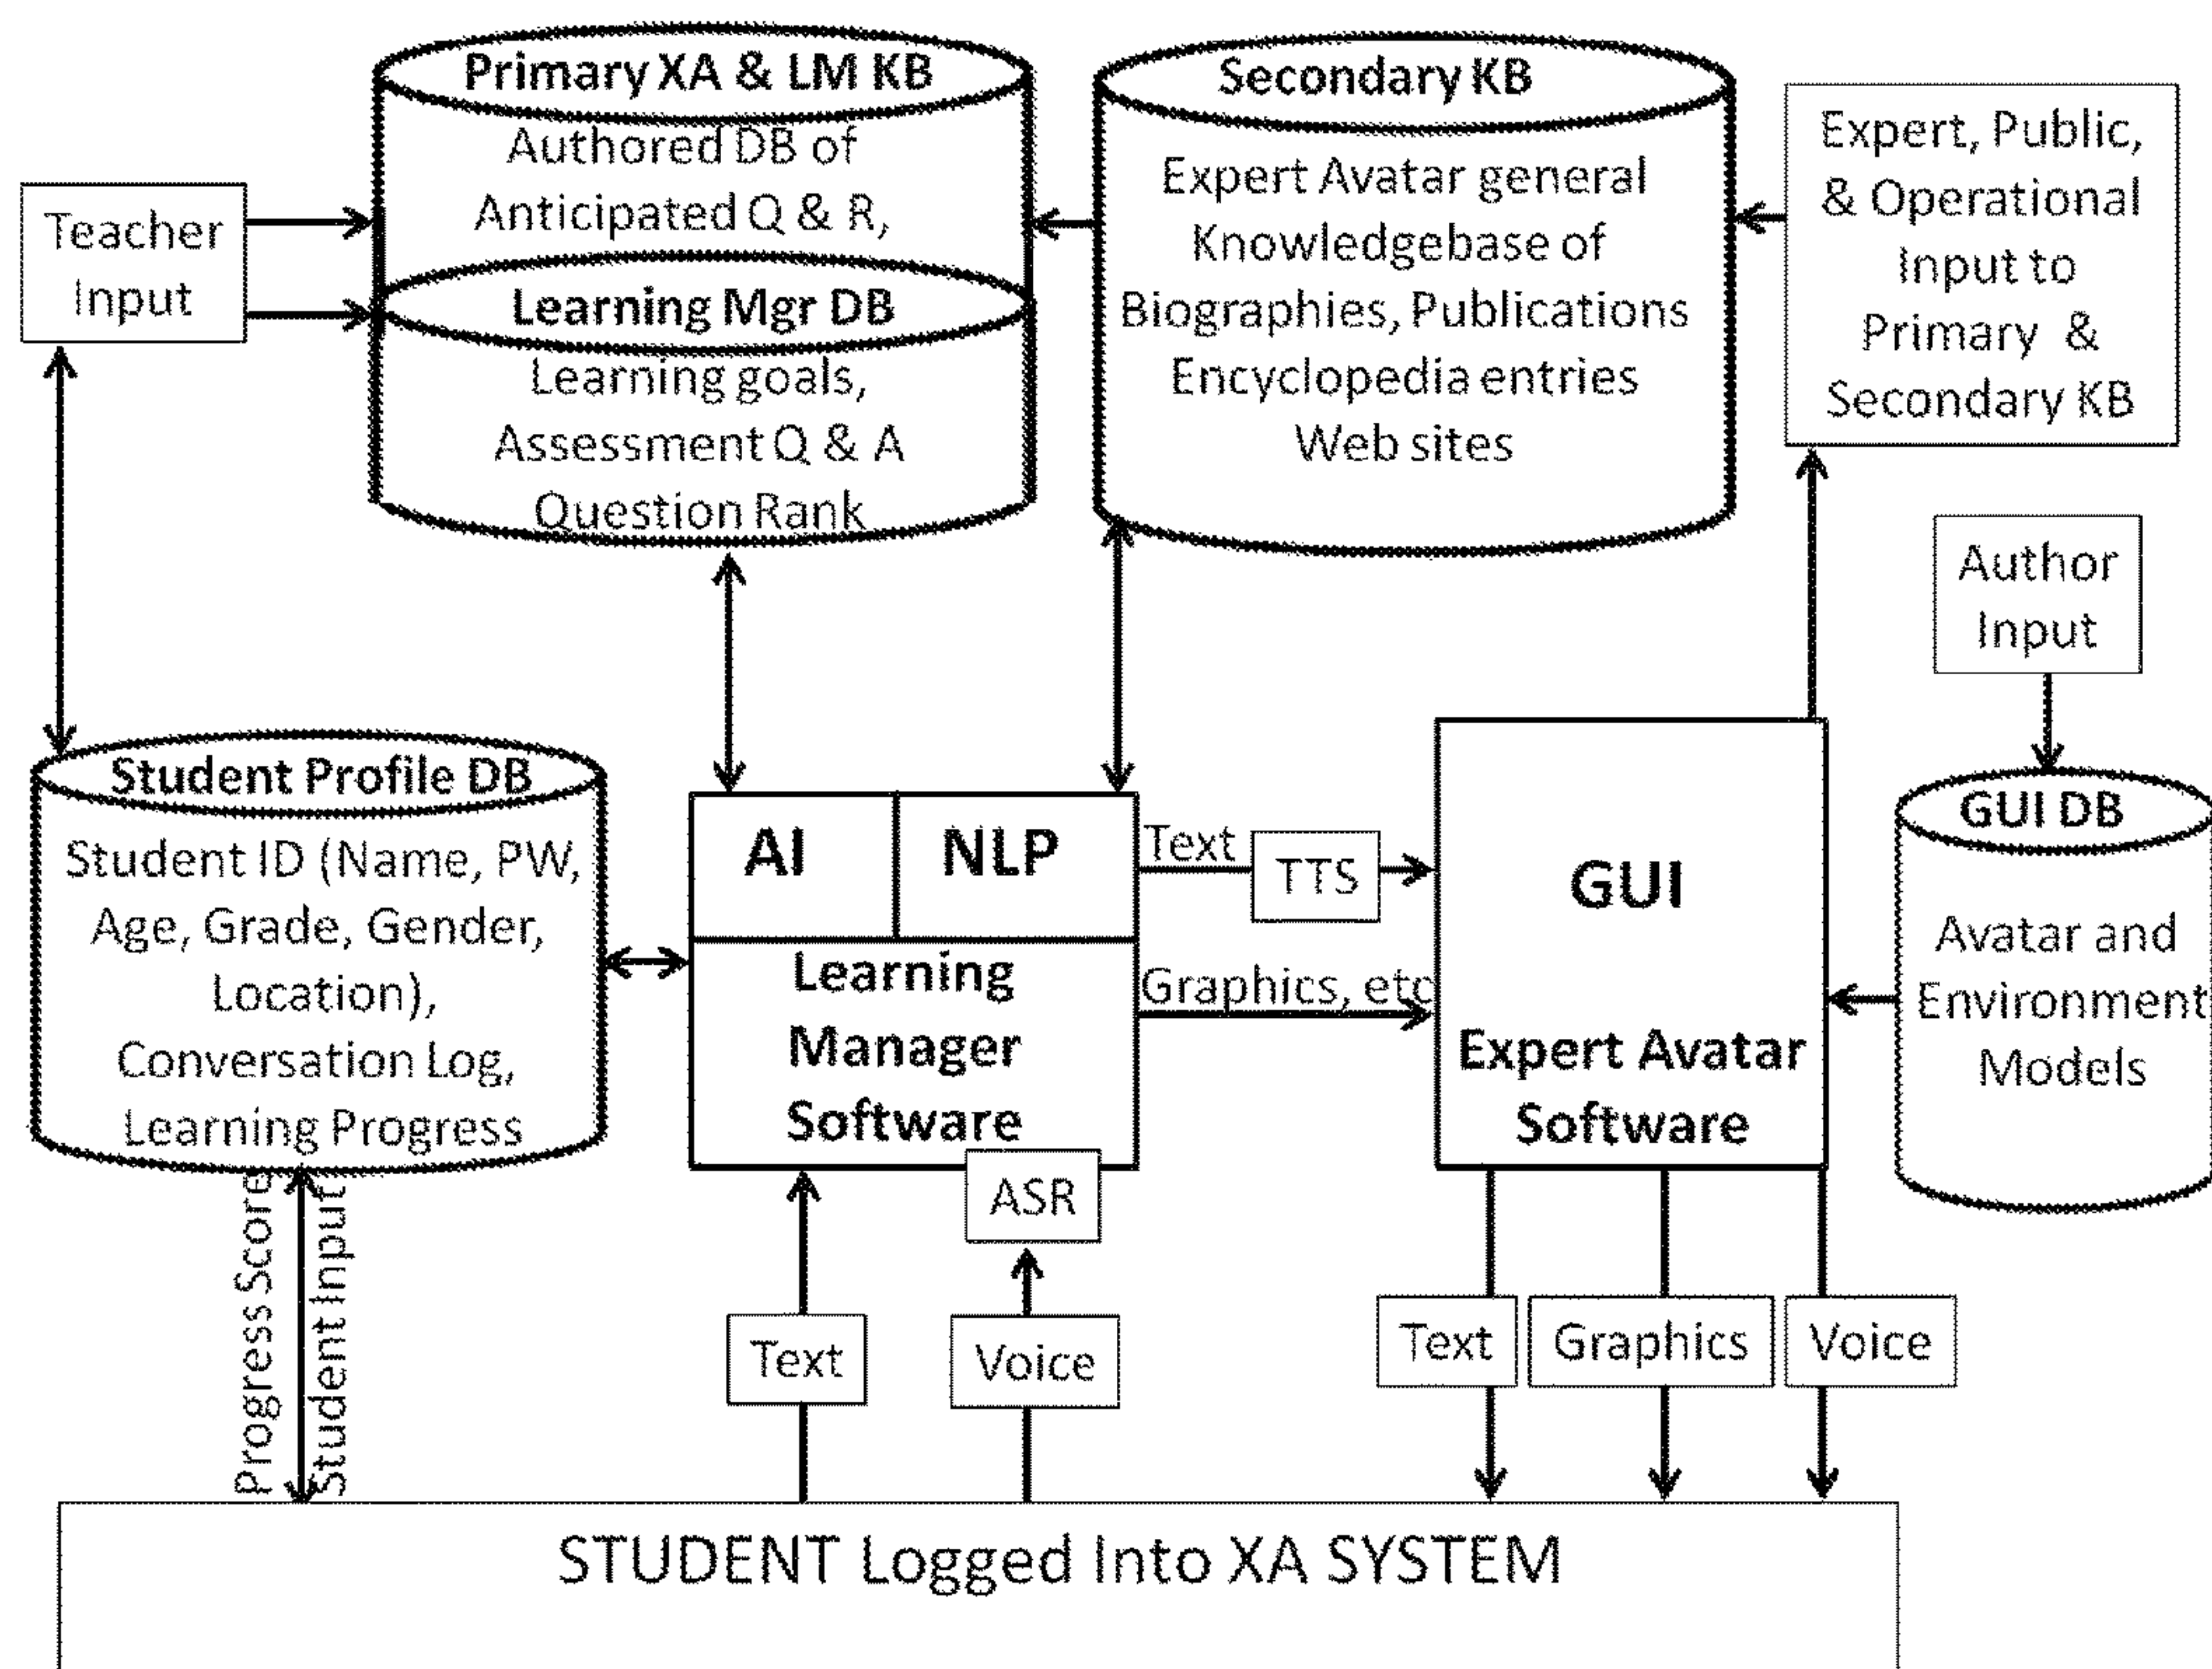 Primary XA & LM KB
Authored DB of
Anticipated Q & R,
Learning Mgr DB
Learning goals,
Assessment Q & A
Question Rank
Secondary KB
Expert Avatar general
Knowledgebase of
Biographies, Publications
Encyclopedia entries
Web sites
Expert, Public,
& Operational
Input to
Primary &
Secondary KB
Teacher
Input
Author
Input
Student Profile DB
Student ID (Name, PW,
Age, Grade, Gender,
Location),
Conversation Log,
Learning Progress
AI
NLP
Learning
Manager
Software
Text
TTS
Graphics, etc
GUI
Expert Avatar
Software
GUI DB
Avatar and
Environment
Models
ASR
Progress Score
Student Input
Text
Voice
Text
Graphics
Voice
STUDENT Logged Into XA SYSTEM